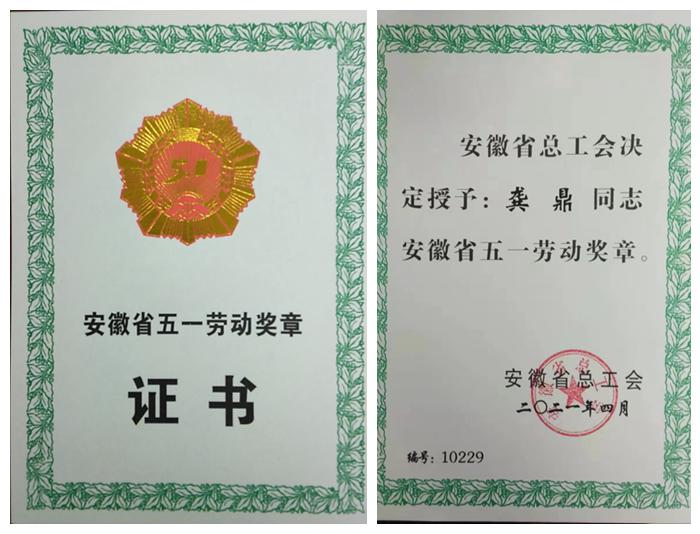 5.1
安徽省五一劳动奖章
证书
安徽省总工会决
定授予：龚鼎 同志
安徽省五一劳动奖章。
安徽省总工会
二〇二一年四月
编号：10229